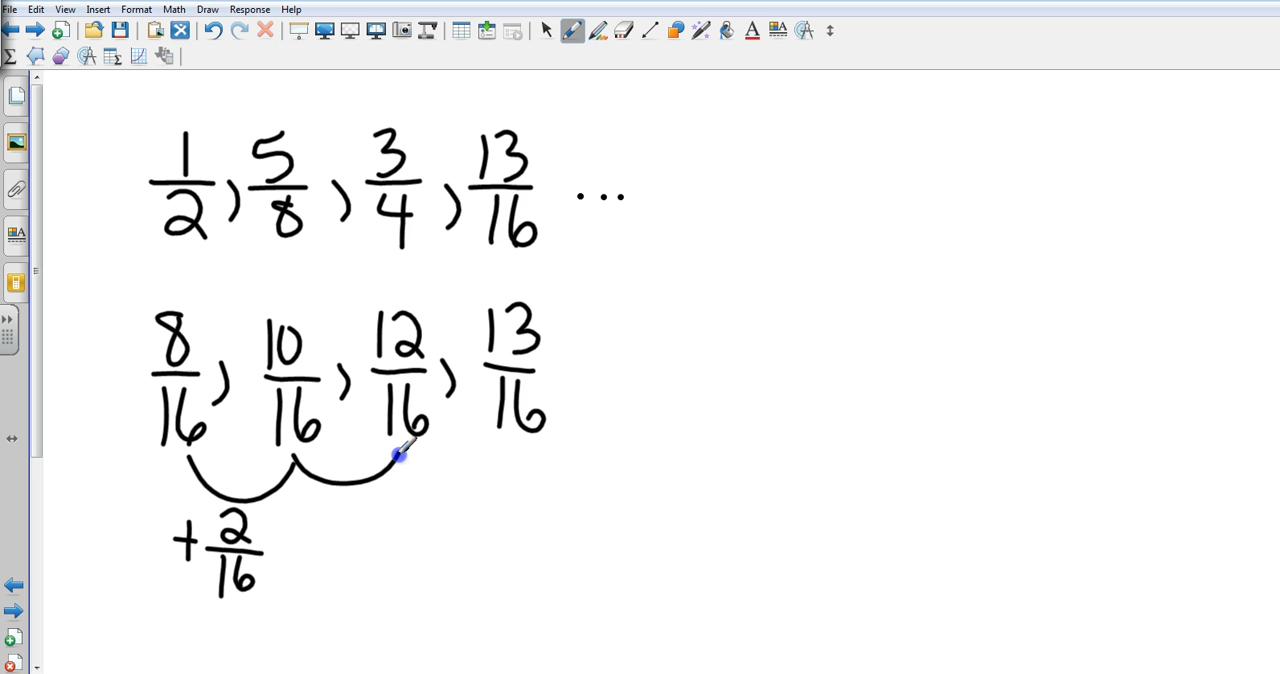 File Edit View Insert Format Math Draw Response Help
1/2, 5/8, 3/4, 13/16 ...
8/16, 10/16, 12/16, 13/16
+ 2/16